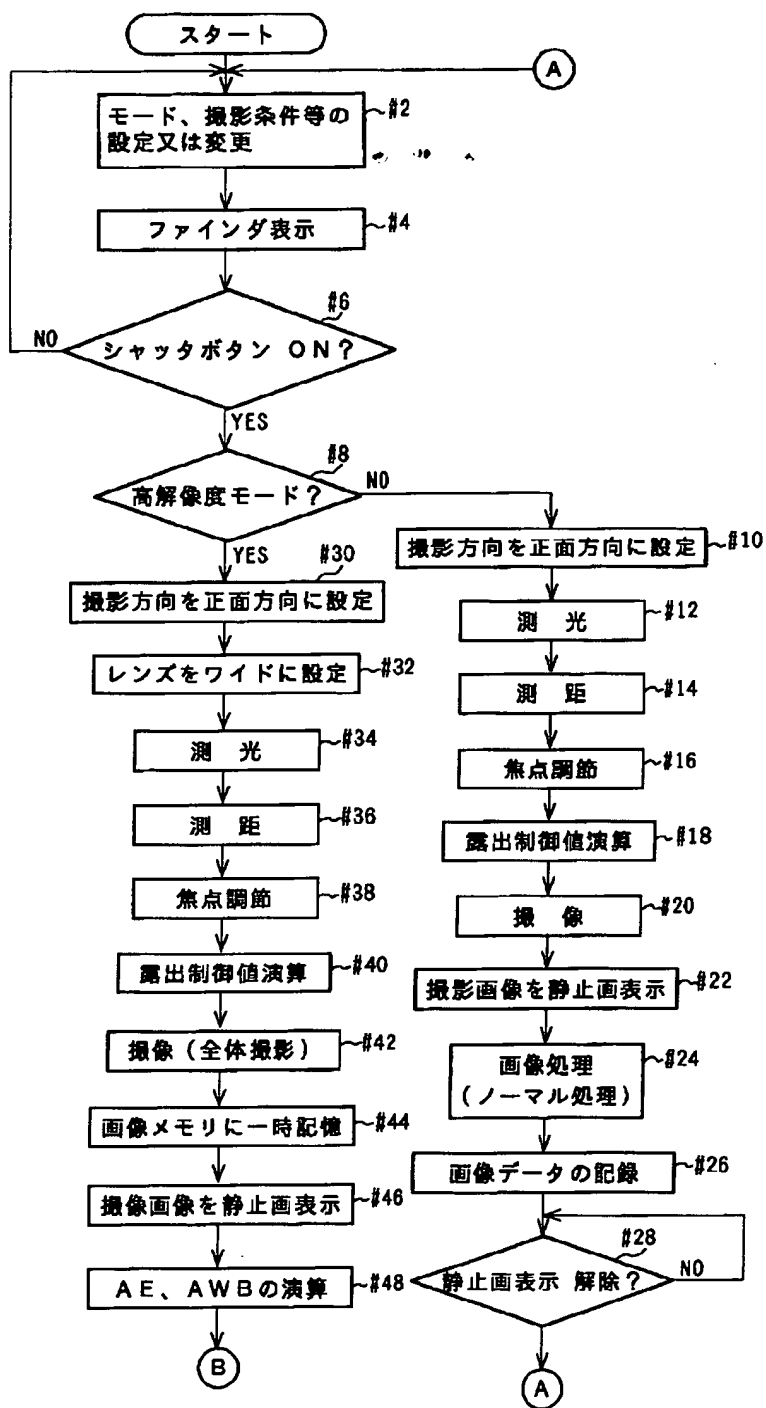 スタート
A
モード、撮影条件等の
設定又は変更
#2
ファインダ表示
#4
#6
シャッタボタン ON?
NO
YES
#8
高解像度モード?
NO
YES
#30
撮影方向を正面方向に設定
レンズをワイドに設定
#32
測 光
#34
測 距
#36
焦点調節
#38
露出制御値演算
#40
撮像(全体撮影)
#42
画像メモリに一時記憶
#44
撮像画像を静止画表示
#46
AE、AWBの演算
#48
B
撮影方向を正面方向に設定
#10
測 光
#12
測 距
#14
焦点調節
#16
露出制御値演算
#18
撮 像
#20
撮影画像を静止画表示
#22
画像処理
(ノーマル処理)
#24
画像データの記録
#26
#28
静止画表示 解除?
NO
A